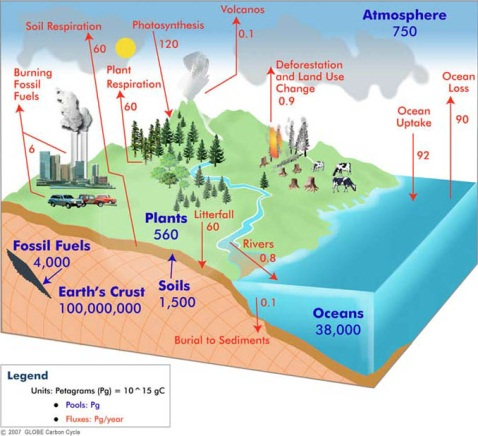 Volcanos
0.1
Atmosphere
750
Soil Respiration
60
Photosynthesis
120
Burning
Fossil
Fuels
6
Plant
Respiration
60
Deforestation
and Land Use
Change
0.9
Ocean
Loss
90
Ocean
Uptake
92
Plants
560
Litterfall
60
Rivers
0.8
Fossil Fuels
4,000
Earth's Crust
100,000,000
Soils
1,500
0.1
Burial to Sediments
Oceans
38,000
Legend
Units: Petagrams (Pg) = 10^15 gC
• Pools: Pg
• Fluxes: Pg/year
© 2007 GLOBE Carbon Cycle